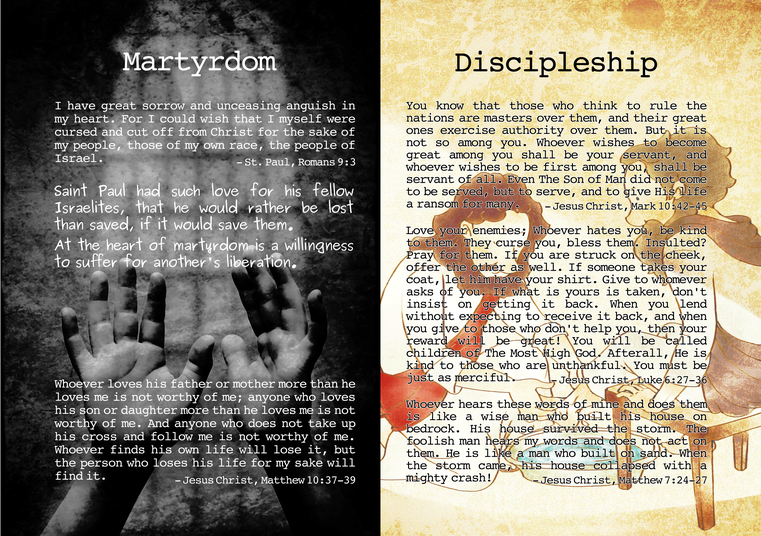 Martyrdom
I have great sorrow and unceasing anguish in
my heart. For I could wish that I myself were
cursed and cut off from Christ for the sake of
my people, those of my own race, the people of
Israel.
–St. Paul, Romans 9:3
Saint Paul had such love for his fellow
Israelites, that he would rather be lost
than saved, if it would save them.
At the heart of martyrdom is a willingness
to suffer for another's liberation.
Whoever loves his father or mother more than he
loves me is not worthy of me; anyone who loves
his son or daughter more than he loves me is not
worthy of me. And anyone who does not take up
his cross and follow me is not worthy of me.
Whoever finds his own life will lose it, but
the person who loses his life for my sake will
find it.
–Jesus Christ, Matthew 10:37–39
Discipleship
You know that those who think to rule the
nations are masters over them, and their great
ones exercise authority over them. But it is
not so among you. Whoever wishes to become
great among you shall be your servant, and
whoever wishes to be first among you, shall be
servant of all. Even The Son of Man did not come
to be served, but to serve, and to give His life
a ransom for many.
–Jesus Christ, Mark 10:42–45
Love your enemies; Whoever hates you, be kind
to them. They curse you, bless them. Insulted?
Pray for them. If you are struck on the cheek,
offer the other as well. If someone takes your
coat, let him have your shirt. Give to whomever
asks of you. If what is yours is taken, don't
insist on getting it back. When you lend
without expecting to receive it back, and when
you give to those who don't help you, then your
reward will be great! You will be called
children of The Most High God. Afterall, He is
kind to those who are unthankful. You must be
just as merciful.
–Jesus Christ, Luke 6:27–36
Whoever hears these words of mine and does them
is like a wise man who built his house on
bedrock. His house survived the storm. The
foolish man hears my words and does not act on
them. He is like a man who built on sand. When
the storm came, his house collapsed with a
mighty crash!
–Jesus Christ, Matthew 7:24–27